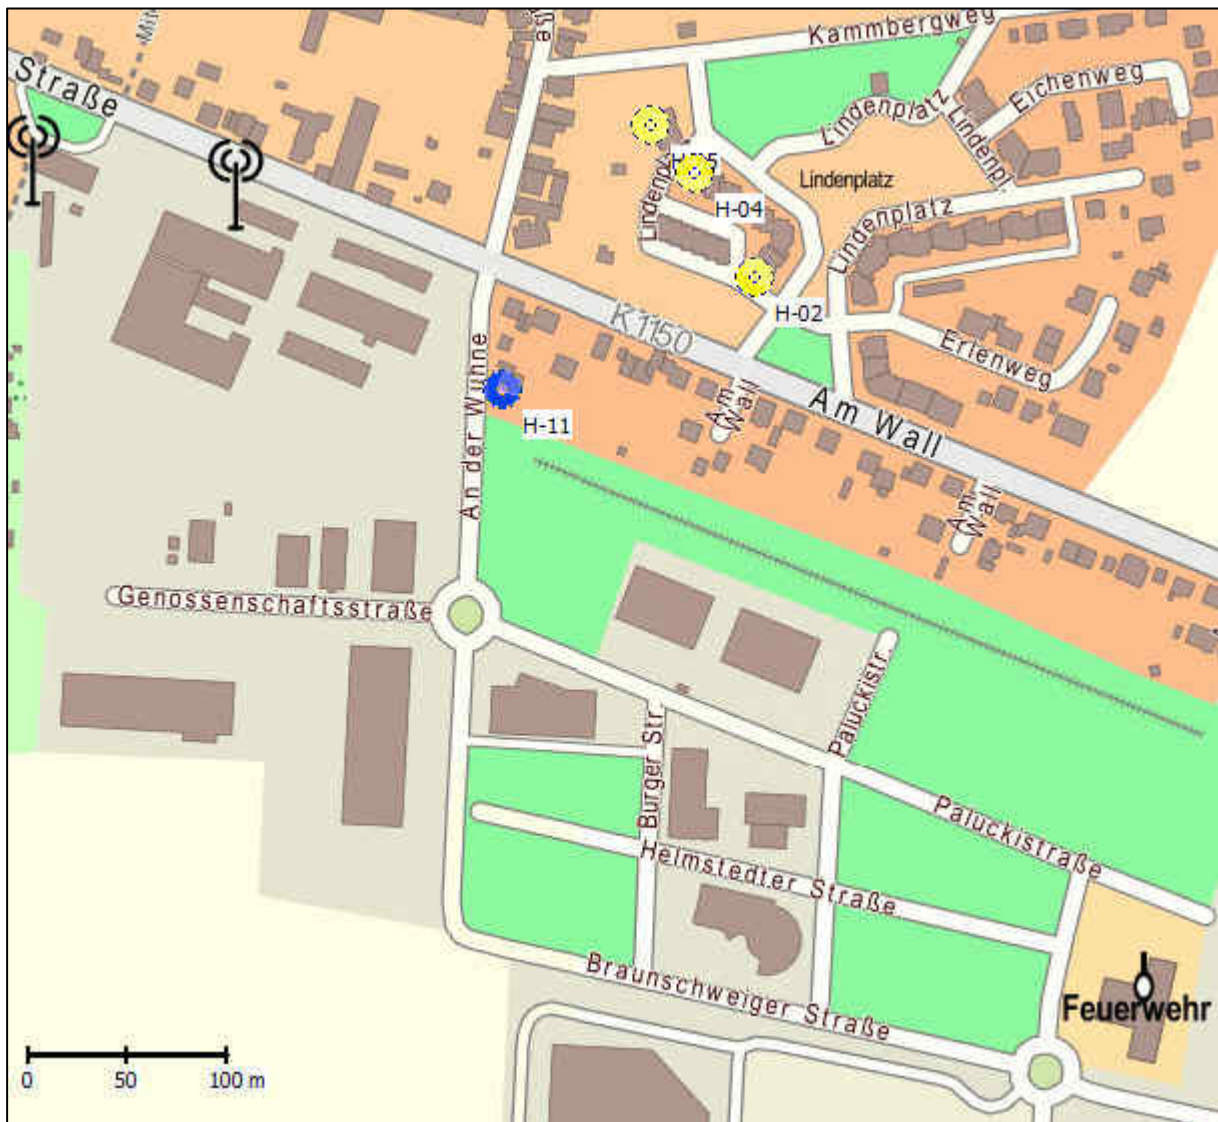 Kammbergweg
Straße
Eichenweg
Lindenplatz
Lindenpl.
Lindenplatz
H-04
Lindenplatz
H-02
K1150
Erlenweg
Am Wall
Am
Wall
An der Wuhne
H-11
Am
Wall
Genossenschaftsstraße
Paluckistr.
Burger Str.
Paluckistraße
Helmstedter Straße
Braunschweiger Straße
Feuerwehr
0 50 100 m